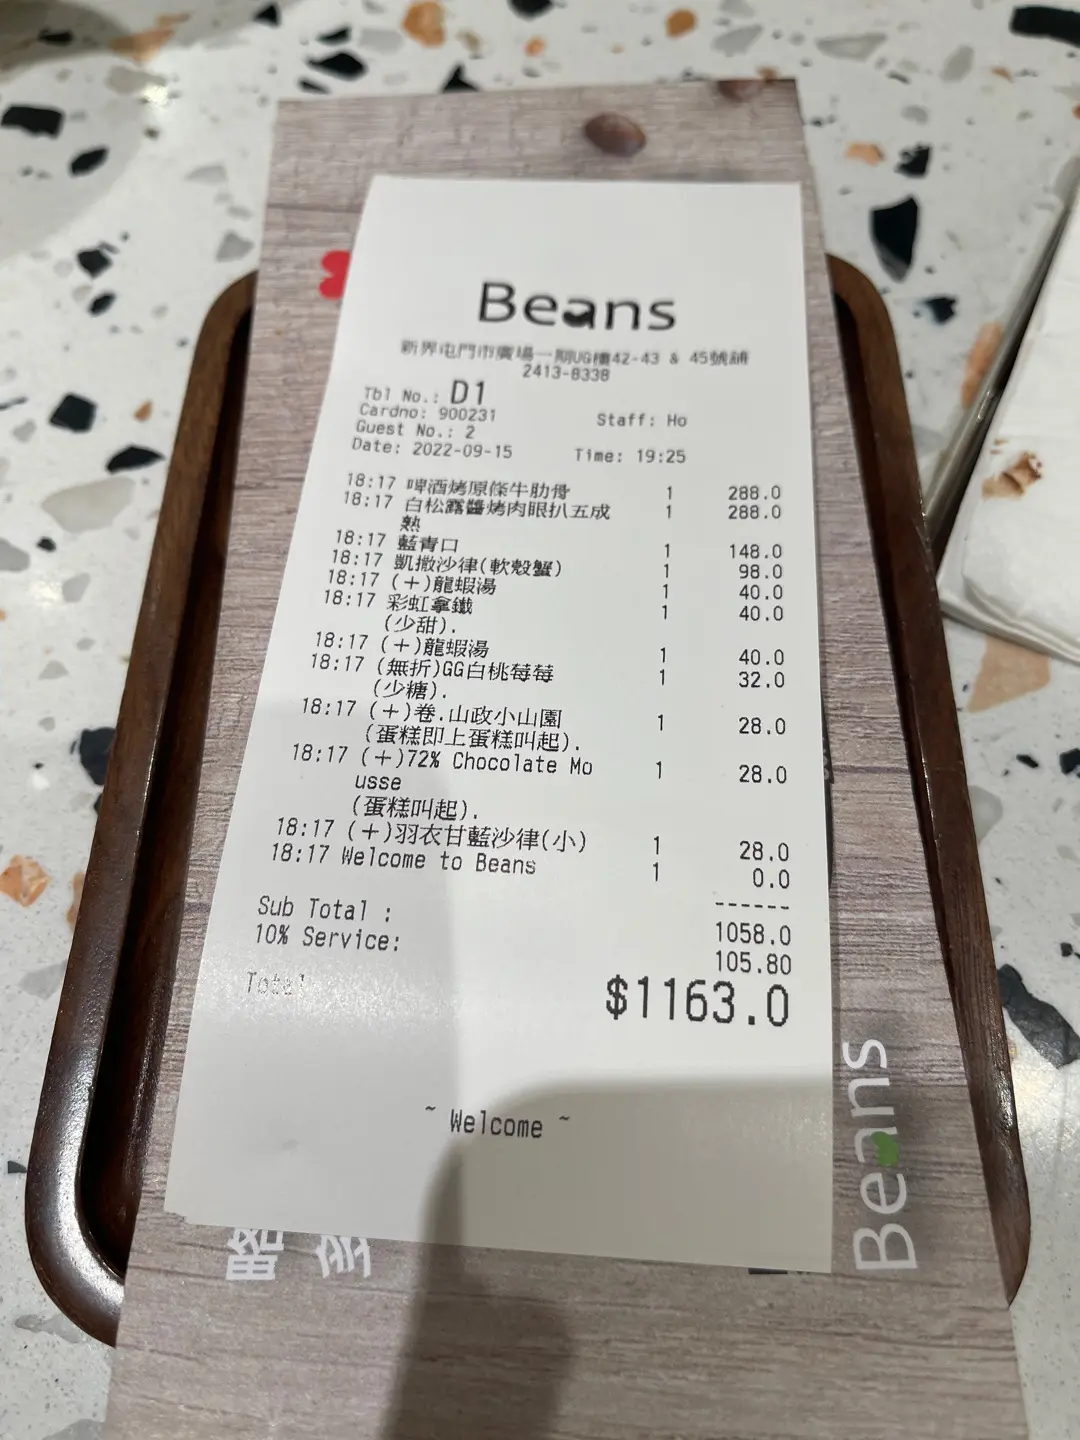 Beans
新界屯門市廣場一期UG樓42-43 & 45號舖
2413-8338
Tbl No.: D1
Cardno: 900231 Staff: Ho
Guest No.: 2
Date: 2022-09-15 Time: 19:25
18:17 啤酒烤原條牛肋骨 1 288.0
18:17 白松露醬烤肉眼扒五成 1 288.0
熟
18:17 藍青口 1 148.0
18:17 凱撒沙律(軟殼蟹) 1 98.0
18:17 (+)龍蝦湯 1 40.0
18:17 彩虹拿鐵 1 40.0
(少甜).
18:17 (+)龍蝦湯 1 40.0
18:17 (無折)GG白桃莓莓 1 32.0
(少糖).
18:17 (+)卷.山政小山園 1 28.0
(蛋糕即上蛋糕叫起).
18:17 (+)72% Chocolate Mo 1 28.0
usse
(蛋糕叫起).
18:17 (+)羽衣甘藍沙律(小) 1 28.0
18:17 Welcome to Beans 1 0.0
------
Sub Total : 1058.0
10% Service: 105.80
Total $1163.0
~ Welcome ~
Beans